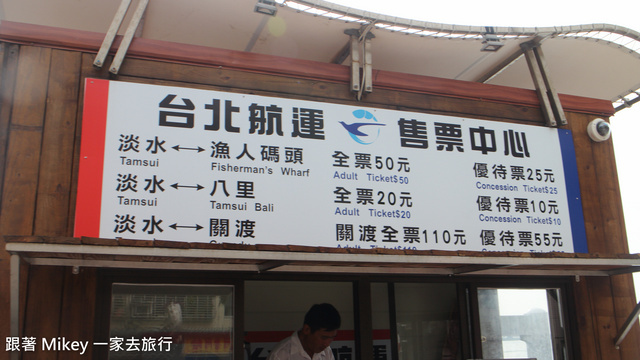 台北航運 售票中心
淡水↔漁人碼頭 全票50元 優待票25元
Tamsui Fisherman's Wharf Adult Ticket$50 Concession Ticket$25
淡水↔八里 全票20元 優待票10元
Tamsui Tamsui Bali Adult Ticket$20 Concession Ticket$10
淡水↔關渡 關渡全票110元 優待票55元
跟著 Mikey 一家去旅行